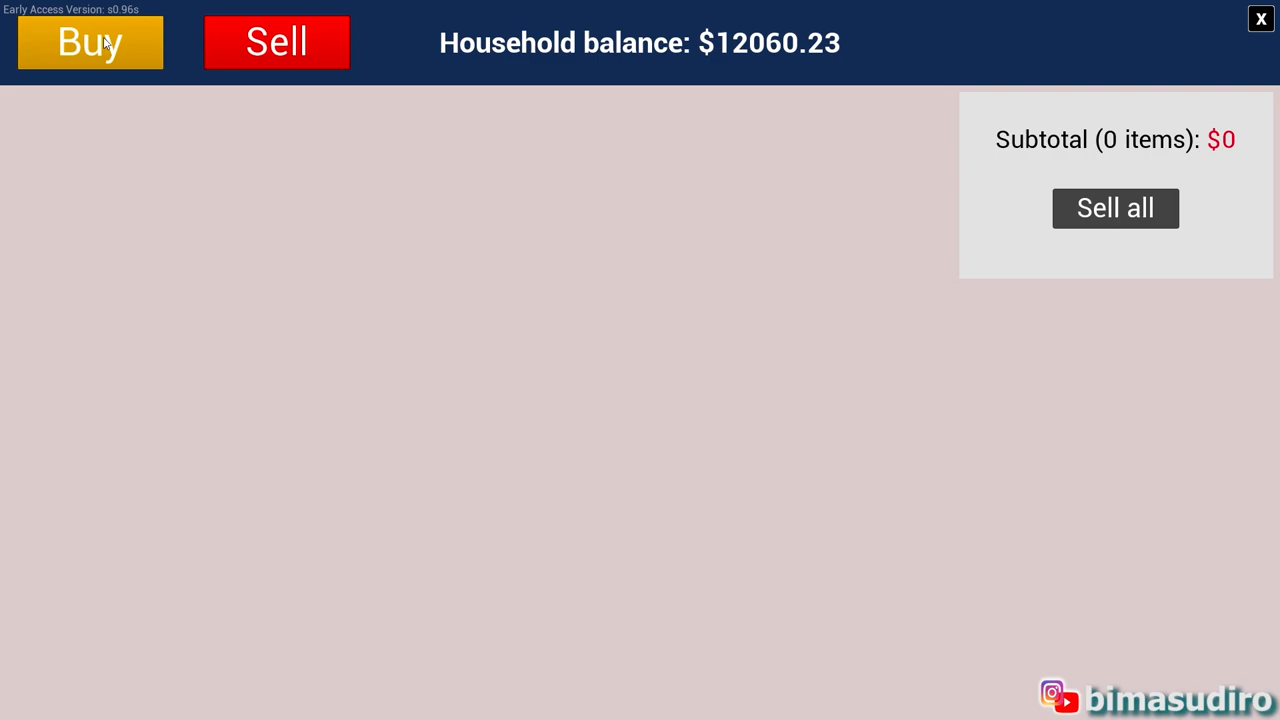 Early Access Version: s0.96s
Buy
Sell
Household balance: $12060.23
X
Subtotal (0 items): $0
Sell all
bimasudiro